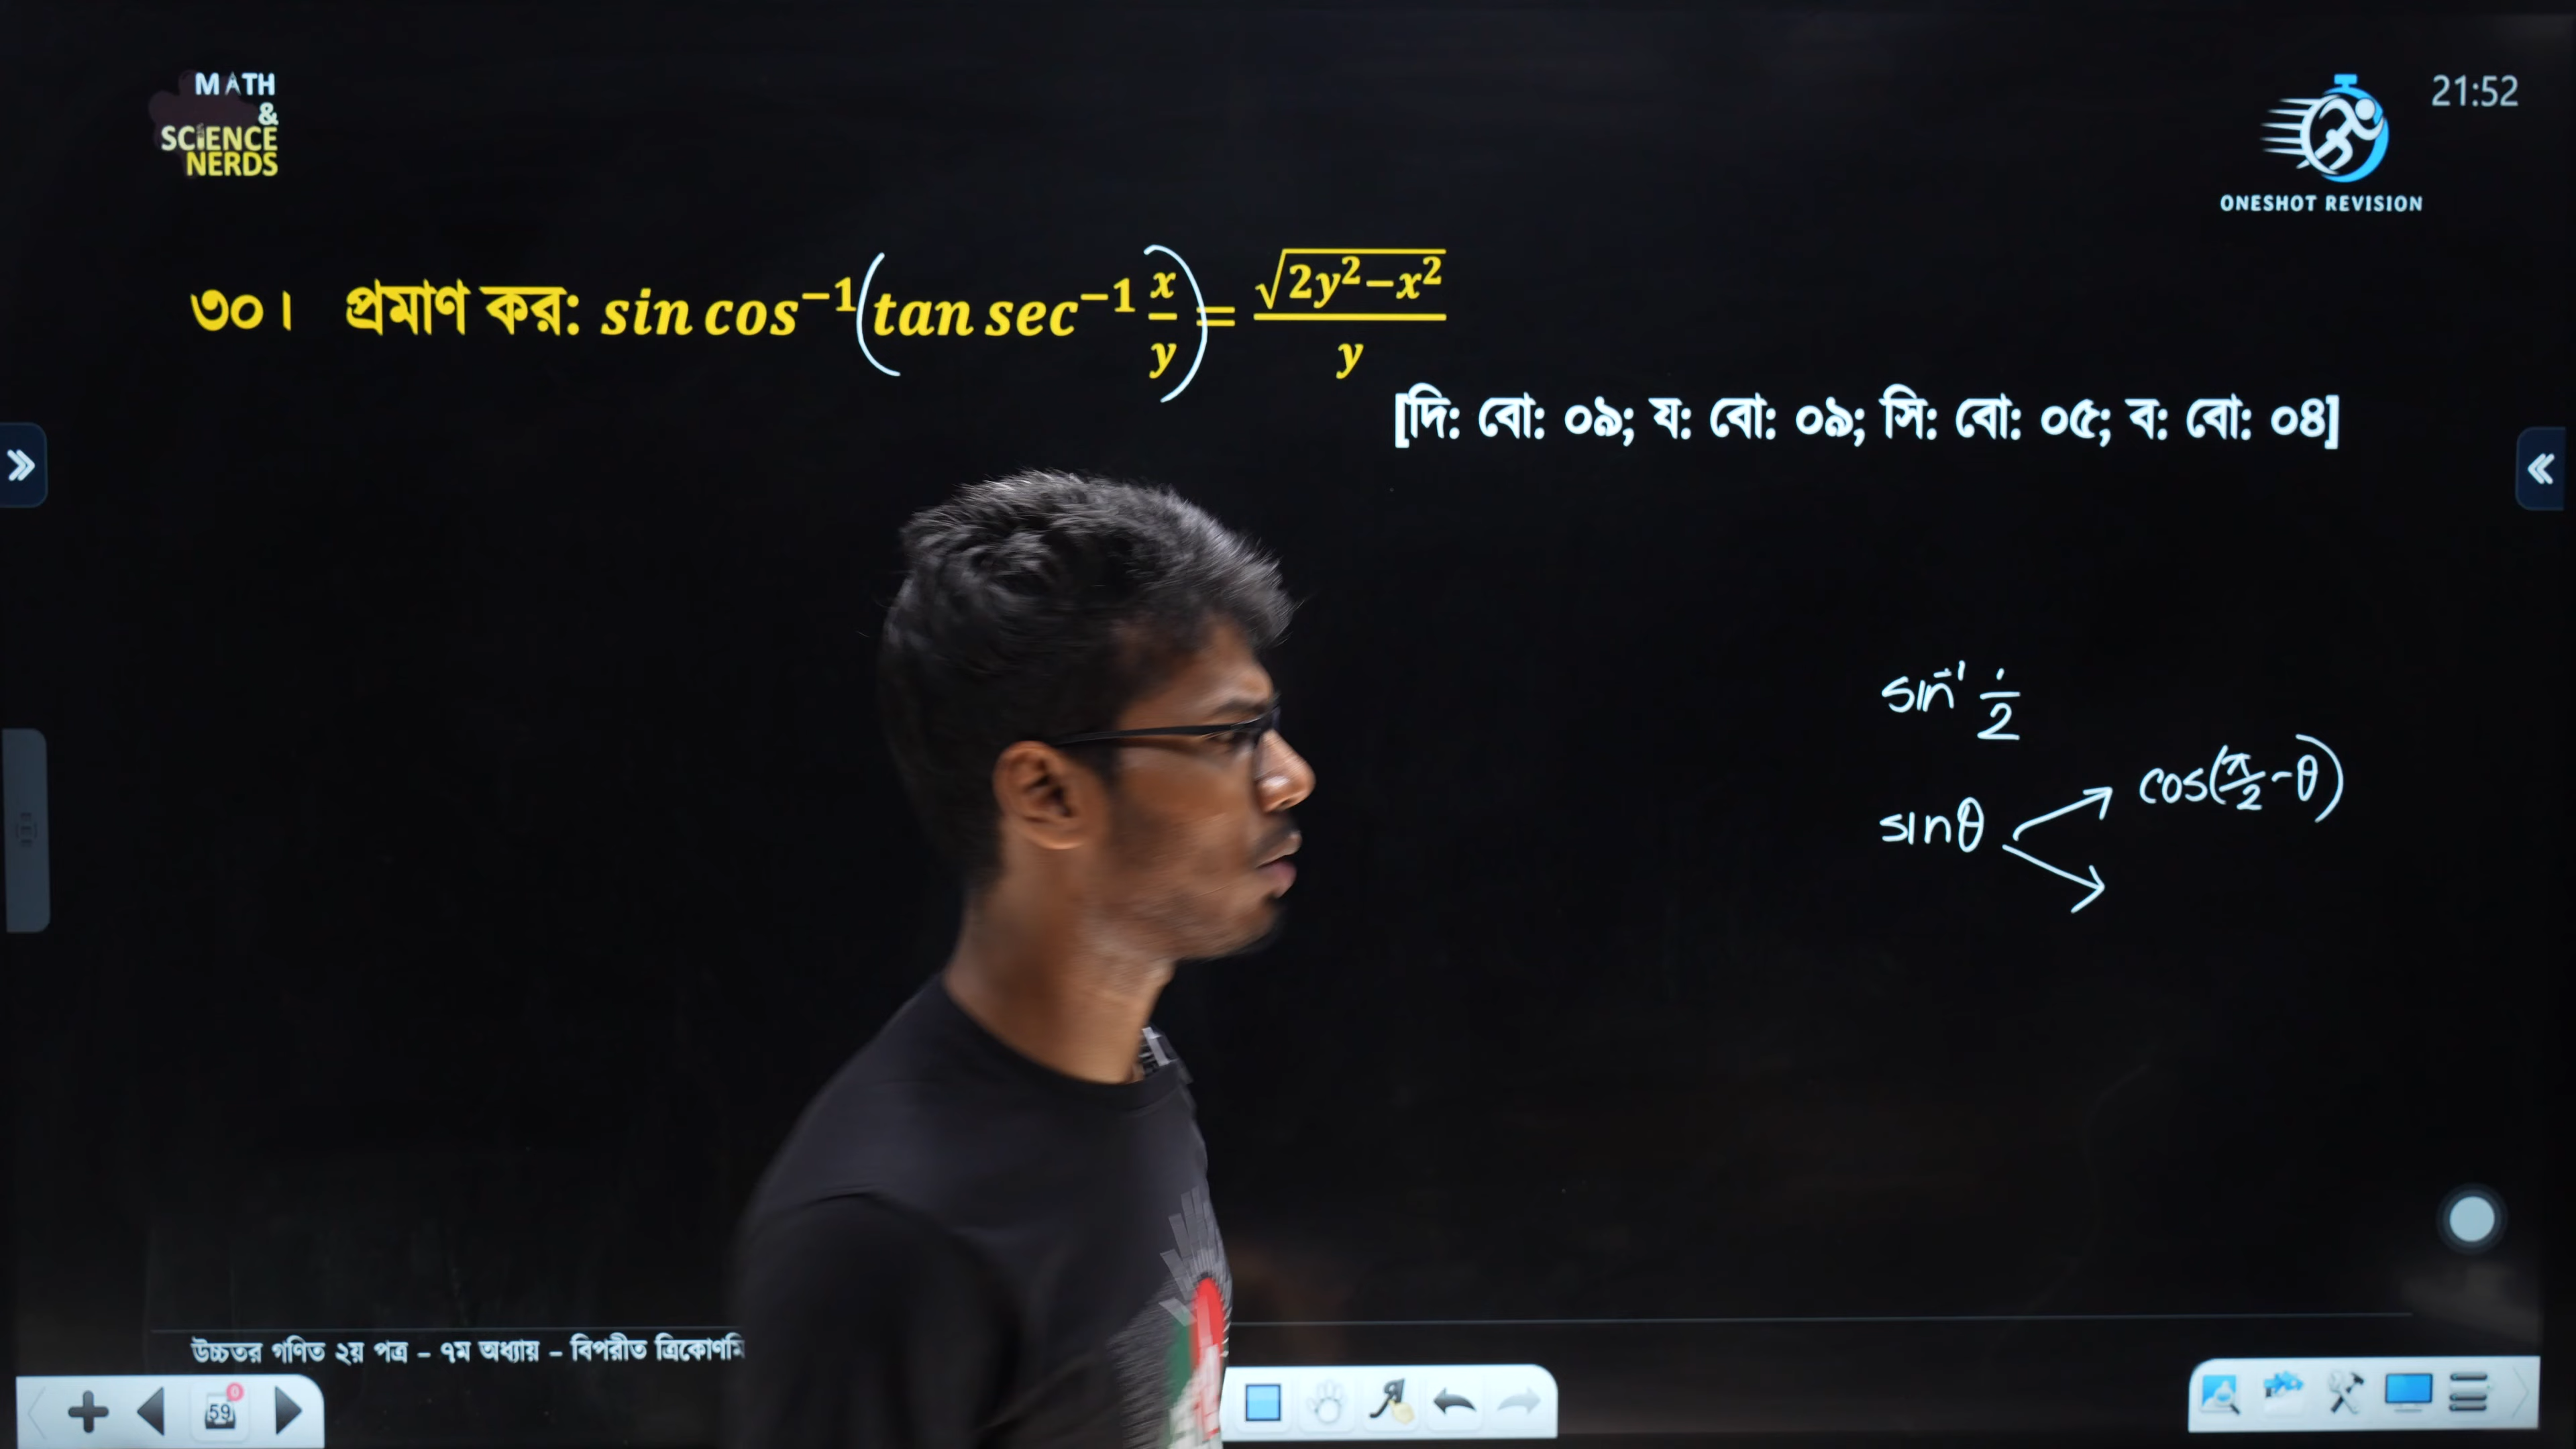 MATH
&
SCIENCE
NERDS
21:52
ONESHOT REVISION
৩০। প্রমাণ কর: sin cos⁻¹(tan sec⁻¹ x/y) = √(2y²−x²)/y
[দি: বো: ০৯; য: বো: ০৯; সি: বো: ০৫; ব: বো: ০৪]
sin⁻¹ 1/2
cos(π/2-θ)
sinθ
উচ্চতর গণিত ২য় পত্র – ৭ম অধ্যায় – বিপরীত
0
59